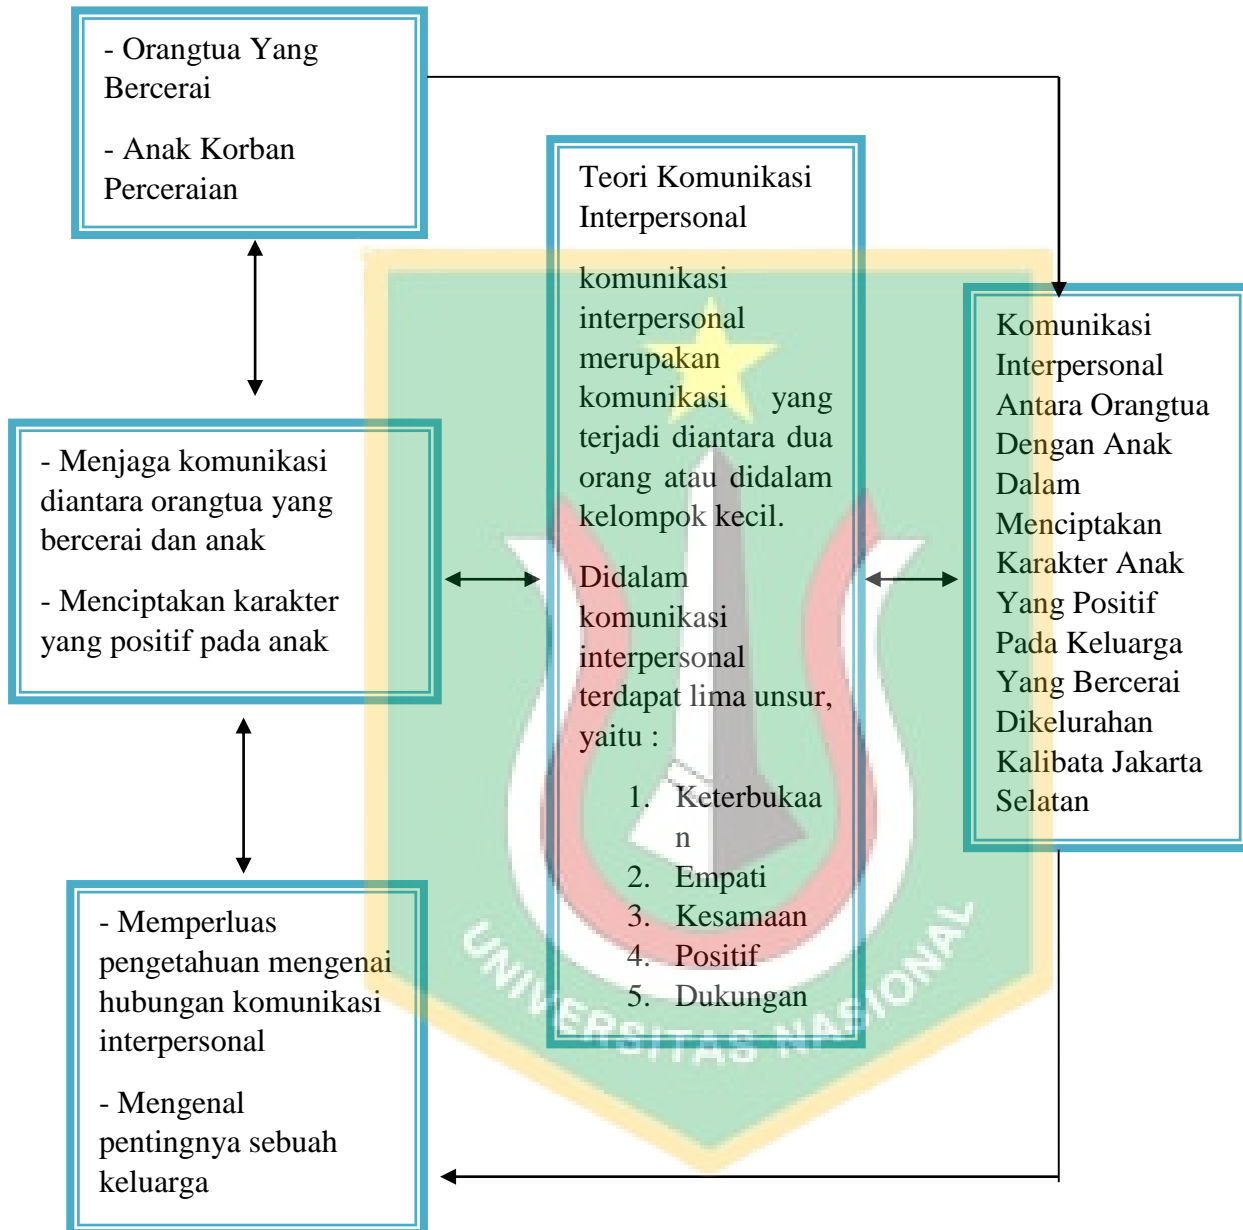 - Orangtua Yang
Bercerai
- Anak Korban
Perceraian
- Menjaga komunikasi
diantara orangtua yang
bercerai dan anak
- Menciptakan karakter
yang positif pada anak
- Memperluas
pengetahuan mengenai
hubungan komunikasi
interpersonal
- Mengenal
pentingnya sebuah
keluarga
Teori Komunikasi
Interpersonal
komunikasi
interpersonal
merupakan
komunikasi yang
terjadi diantara dua
orang atau didalam
kelompok kecil.
Didalam
komunikasi
interpersonal
terdapat lima unsur,
yaitu :
1. Keterbukaa
n
2. Empati
3. Kesamaan
4. Positif
5. Dukungan
Komunikasi
Interpersonal
Antara Orangtua
Dengan Anak
Dalam
Menciptakan
Karakter Anak
Yang Positif
Pada Keluarga
Yang Bercerai
Dikelurahan
Kalibata Jakarta
Selatan
UNIVERSITAS NASIONAL